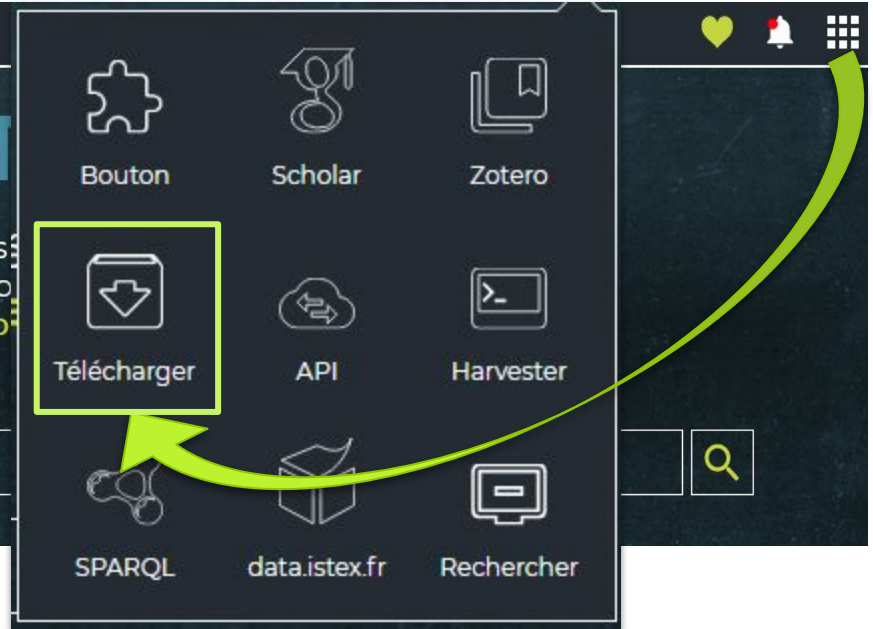 Bouton Scholar Zotero
Télécharger API Harvester
SPARQL data.istex.fr Rechercher